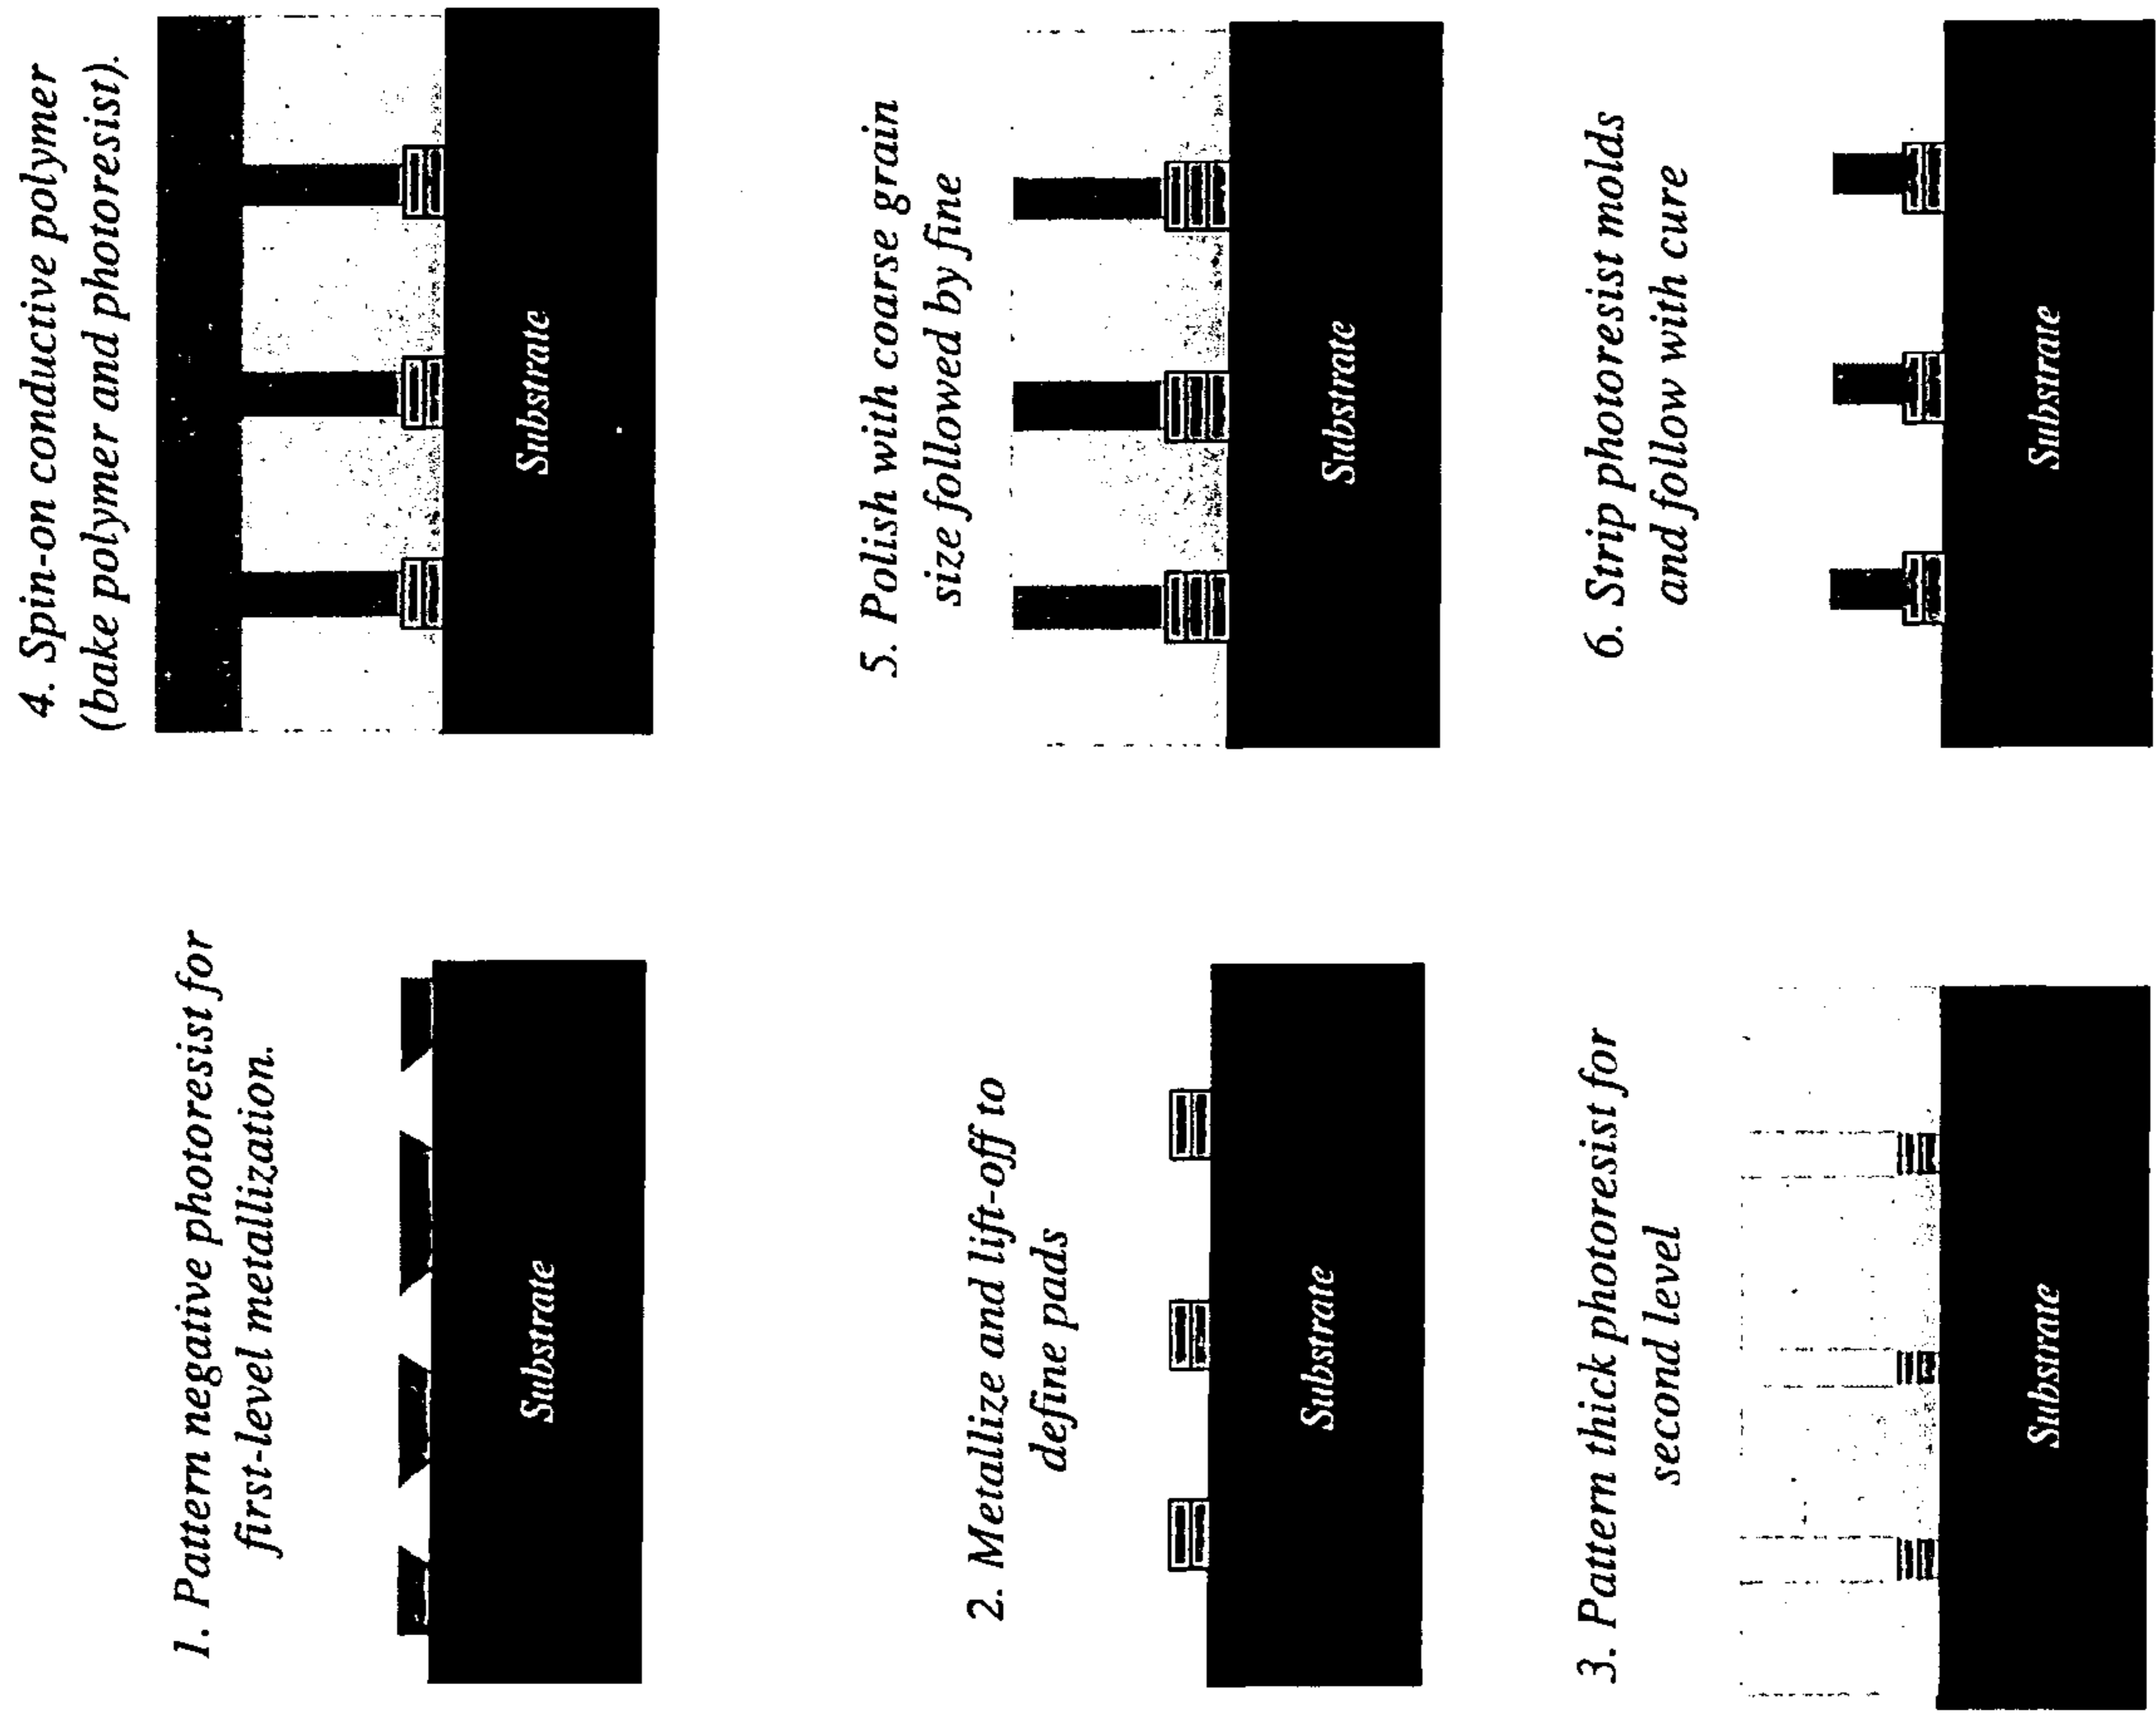 1. Pattern negative photoresist for
first-level metallization.
Substrate
2. Metallize and lift-off to
define pads
Substrate
3. Pattern thick photoresist for
second level
Substrate
4. Spin-on conductive polymer
(bake polymer and photoresist).
Substrate
5. Polish with coarse grain
size followed by fine
Substrate
6. Strip photoresist molds
and follow with cure
Substrate